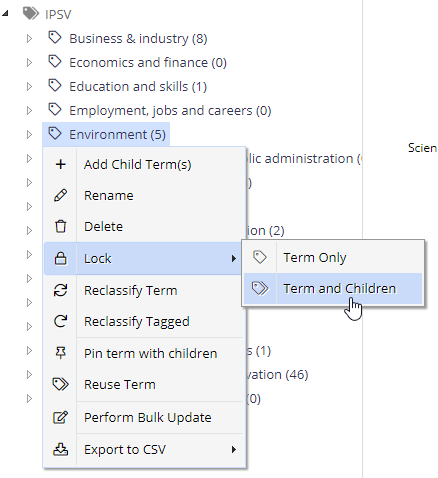 IPSV
Business & industry (8)
Economics and finance (0)
Education and skills (1)
Employment, jobs and careers (0)
Environment (5)
Scien
Add Child Term(s)
lic administration (
Rename
)
Delete
tion (2)
Lock
Term Only
Term and Children
Reclassify Term
Reclassify Tagged
Pin term with children
s (1)
Reuse Term
vation (46)
(0)
Perform Bulk Update
Export to CSV